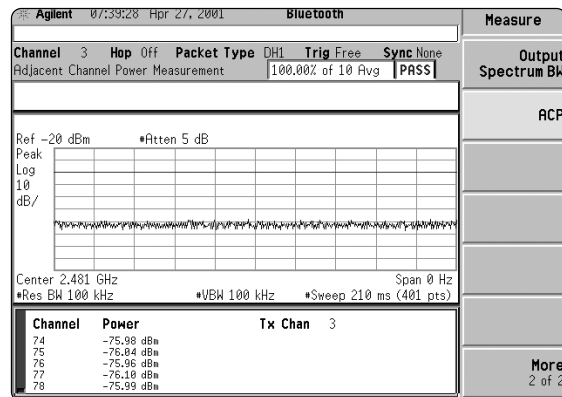 Agilent 07:39:28 Apr 27, 2001 Bluetooth Measure
Channel 3 Hop Off Packet Type DH1 Trig Free Sync None
Adjacent Channel Power Measurement 100.00% of 10 Avg PASS
Output
Spectrum BW
ACP
Ref -20 dBm #Atten 5 dB
Peak
Log
10
dB/
Center 2.481 GHz Span 0 Hz
#Res BW 100 kHz #VBW 100 kHz #Sweep 210 ms (401 pts)
Channel Power Tx Chan 3
74 -75.98 dBm
75 -76.04 dBm
76 -75.96 dBm
77 -76.10 dBm
78 -75.99 dBm
More
2 of 2